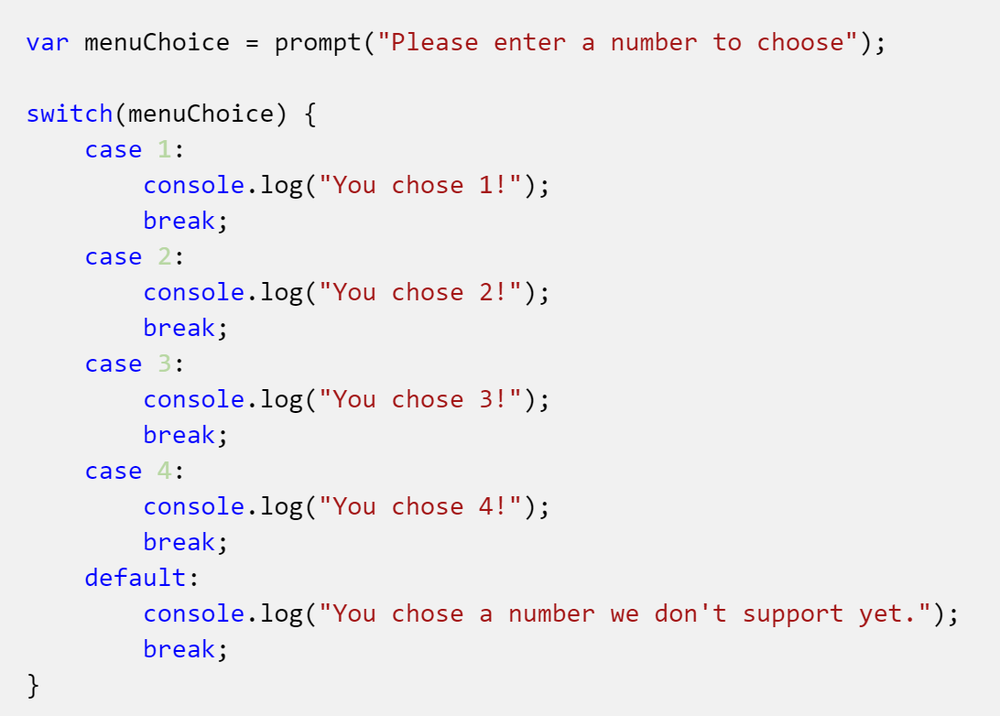 var menuChoice = prompt("Please enter a number to choose");

switch(menuChoice) {
    case 1:
        console.log("You chose 1!");
        break;
    case 2:
        console.log("You chose 2!");
        break;
    case 3:
        console.log("You chose 3!");
        break;
    case 4:
        console.log("You chose 4!");
        break;
    default:
        console.log("You chose a number we don't support yet.");
        break;
}